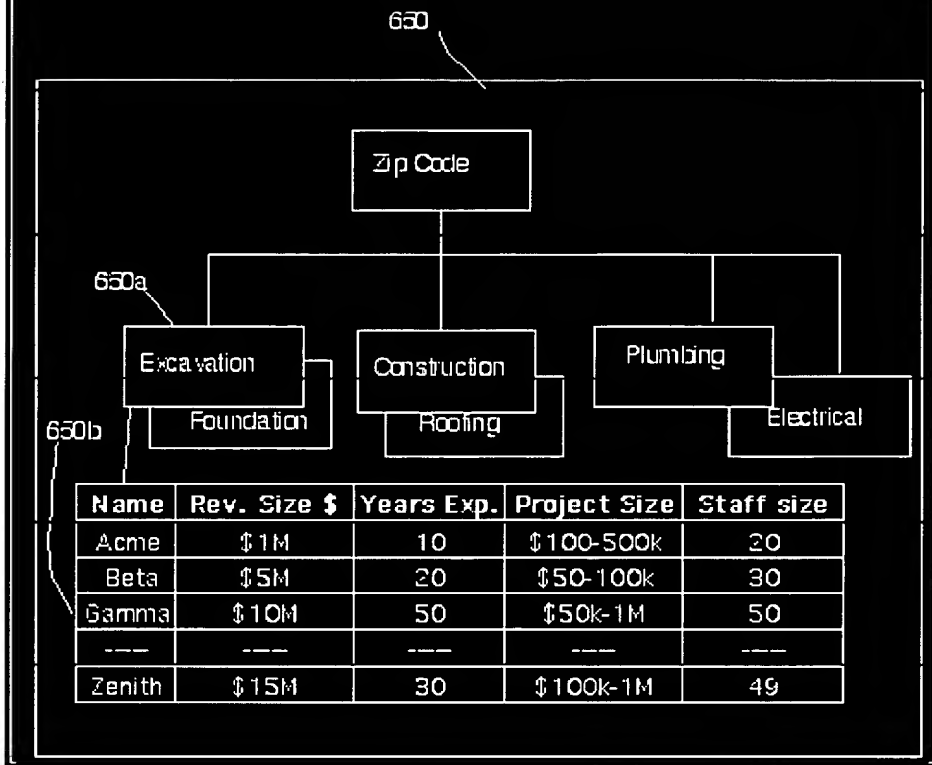 650
Zip Code
650a
Excavation
Construction
Plumbing
Foundation
Roofing
Electrical
650b
Name Rev. Size $ Years Exp. Project Size Staff size
Acme $1M 10 $100-500k 20
Beta $5M 20 $50-100k 30
Gamma $10M 50 $50k-1M 50
---- ---- ---- ---- ----
Zenith $15M 30 $100k-1M 49